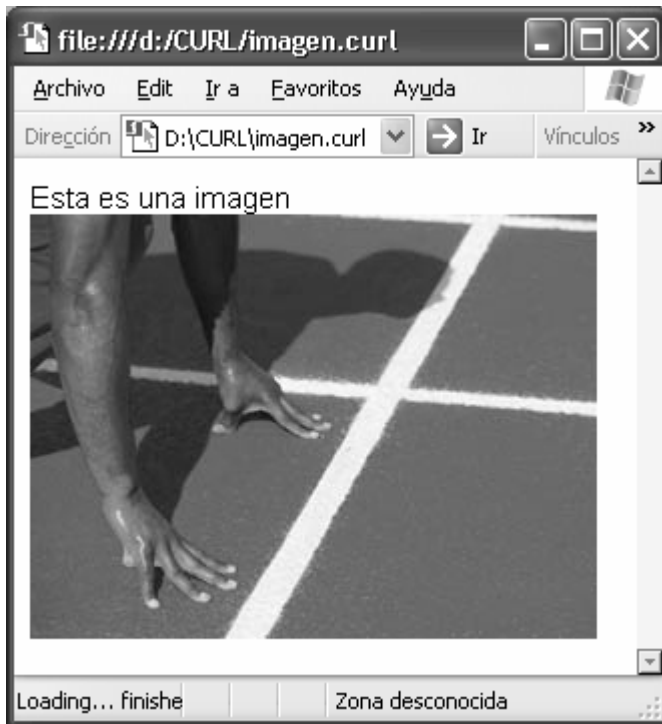 file:///d:/CURL/imagen.curl
Archivo Edit Ir a Favoritos Ayuda
Dirección D:\CURL\imagen.curl Ir Vínculos »
Esta es una imagen
Loading... finishe Zona desconocida